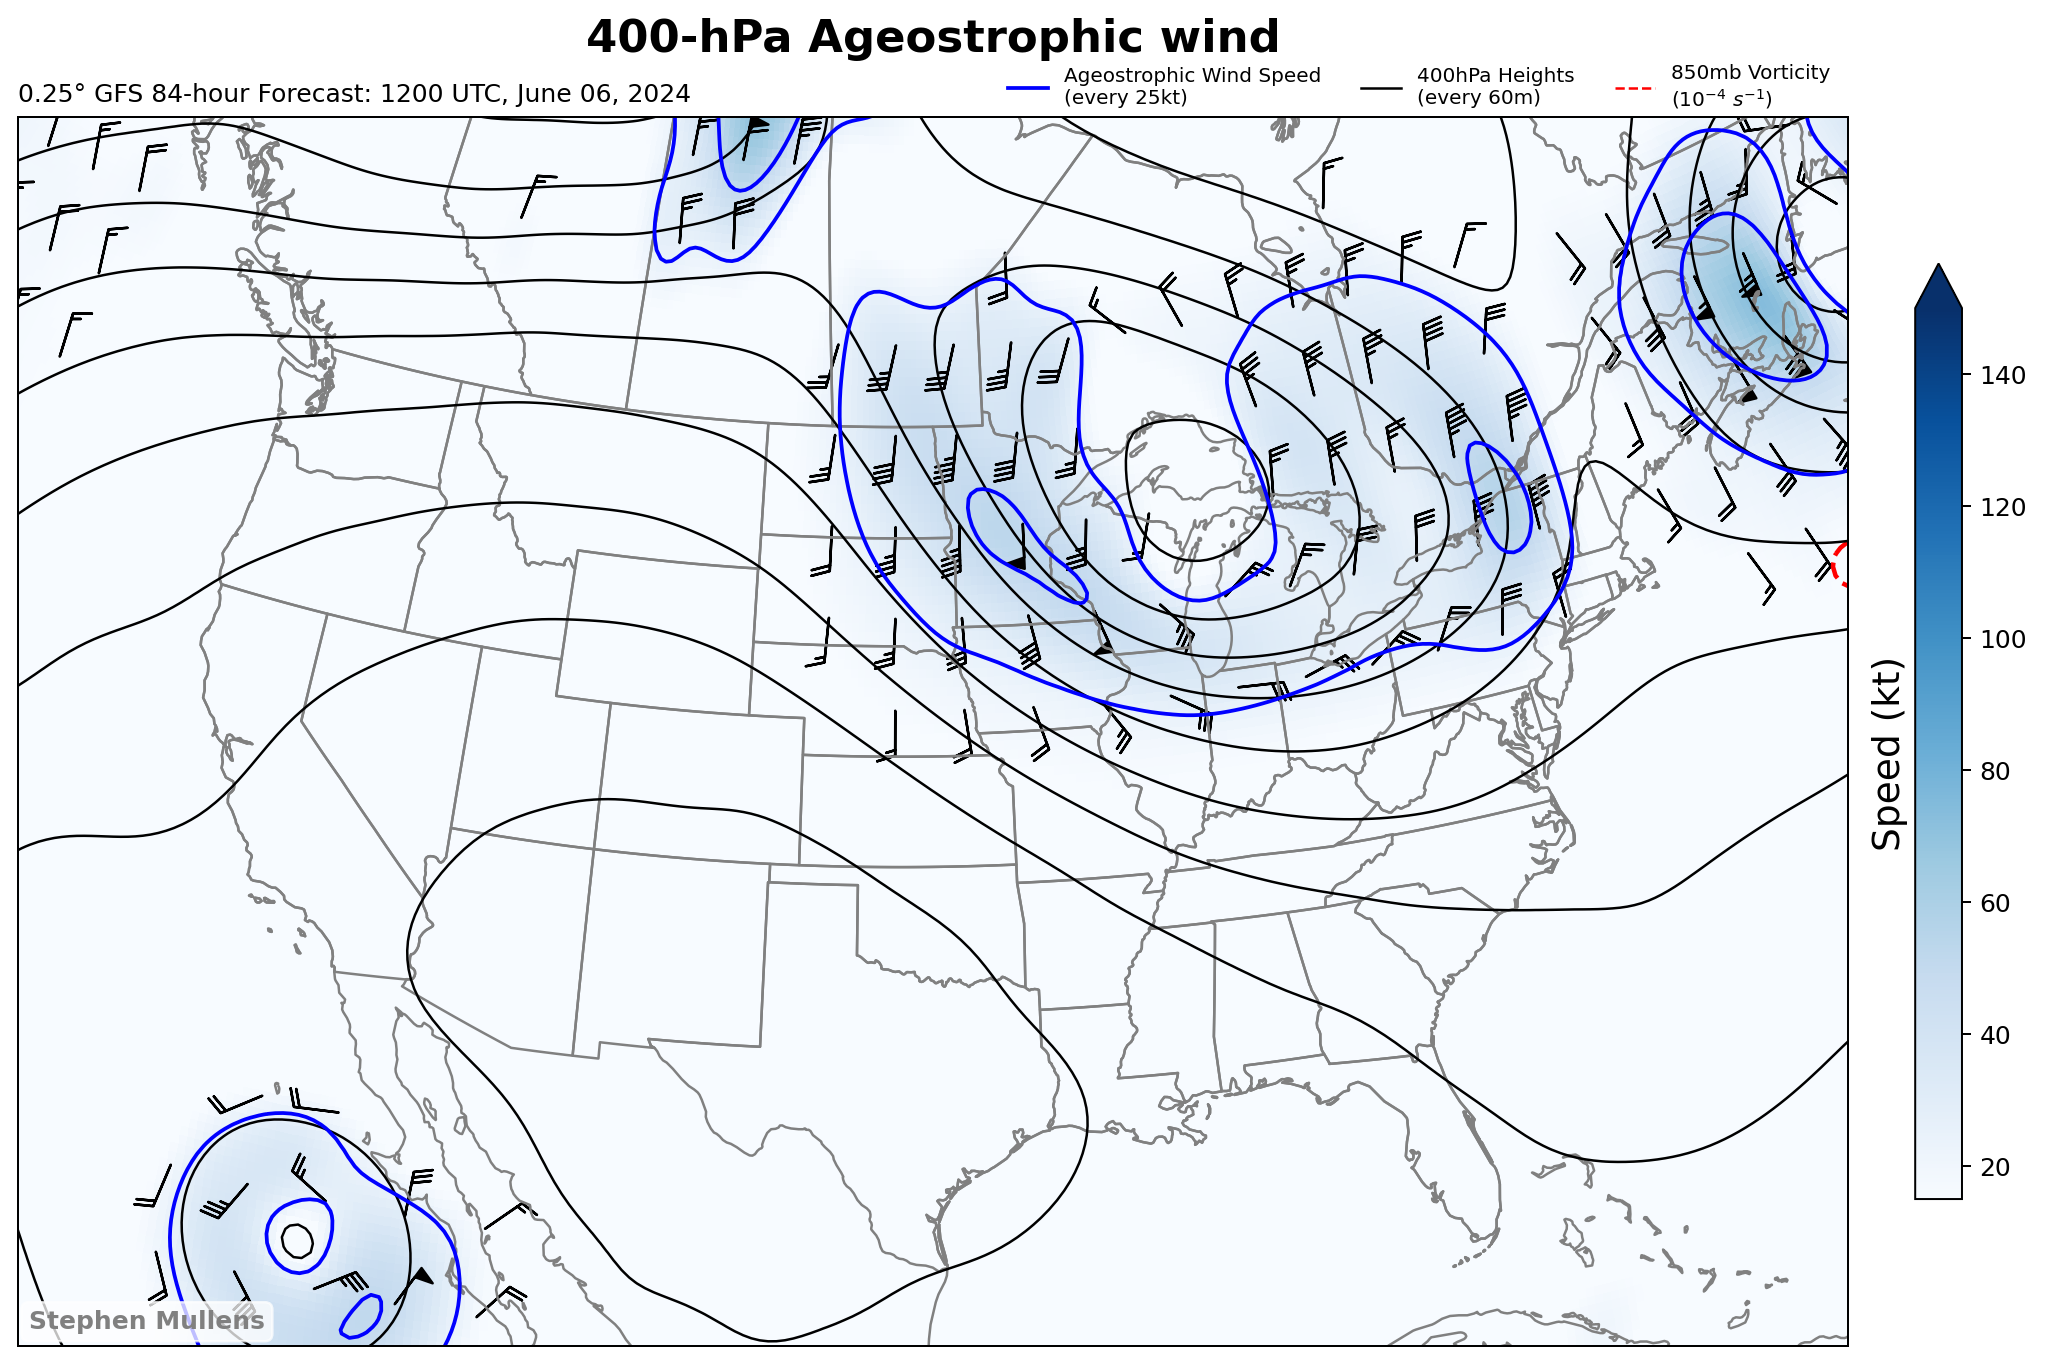 400-hPa Ageostrophic wind
0.25° GFS 84-hour Forecast: 1200 UTC, June 06, 2024
Ageostrophic Wind Speed
(every 25kt)
400hPa Heights
(every 60m)
850mb Vorticity
(10⁻⁴ s⁻¹)
140
120
100
80
60
40
20
Speed (kt)
Stephen Mullens